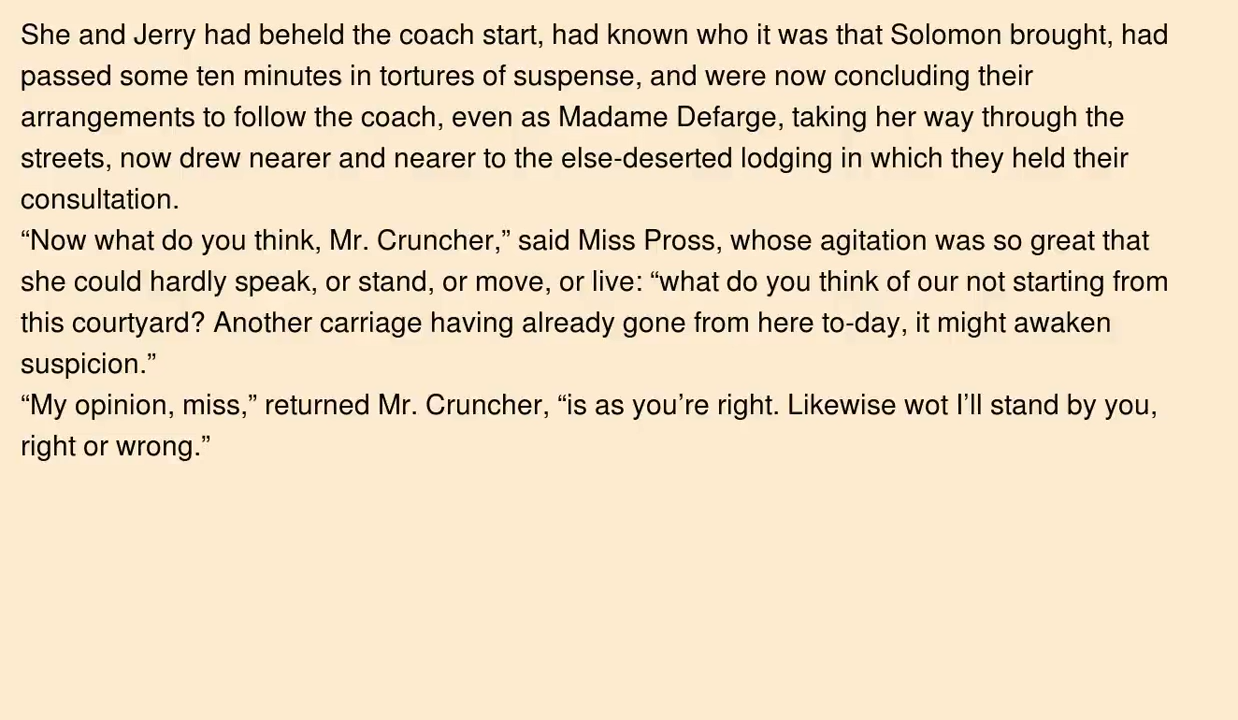 She and Jerry had beheld the coach start, had known who it was that Solomon brought, had
passed some ten minutes in tortures of suspense, and were now concluding their
arrangements to follow the coach, even as Madame Defarge, taking her way through the
streets, now drew nearer and nearer to the else-deserted lodging in which they held their
consultation.
“Now what do you think, Mr. Cruncher,” said Miss Pross, whose agitation was so great that
she could hardly speak, or stand, or move, or live: “what do you think of our not starting from
this courtyard? Another carriage having already gone from here to-day, it might awaken
suspicion.”
“My opinion, miss,” returned Mr. Cruncher, “is as you’re right. Likewise wot I’ll stand by you,
right or wrong.”